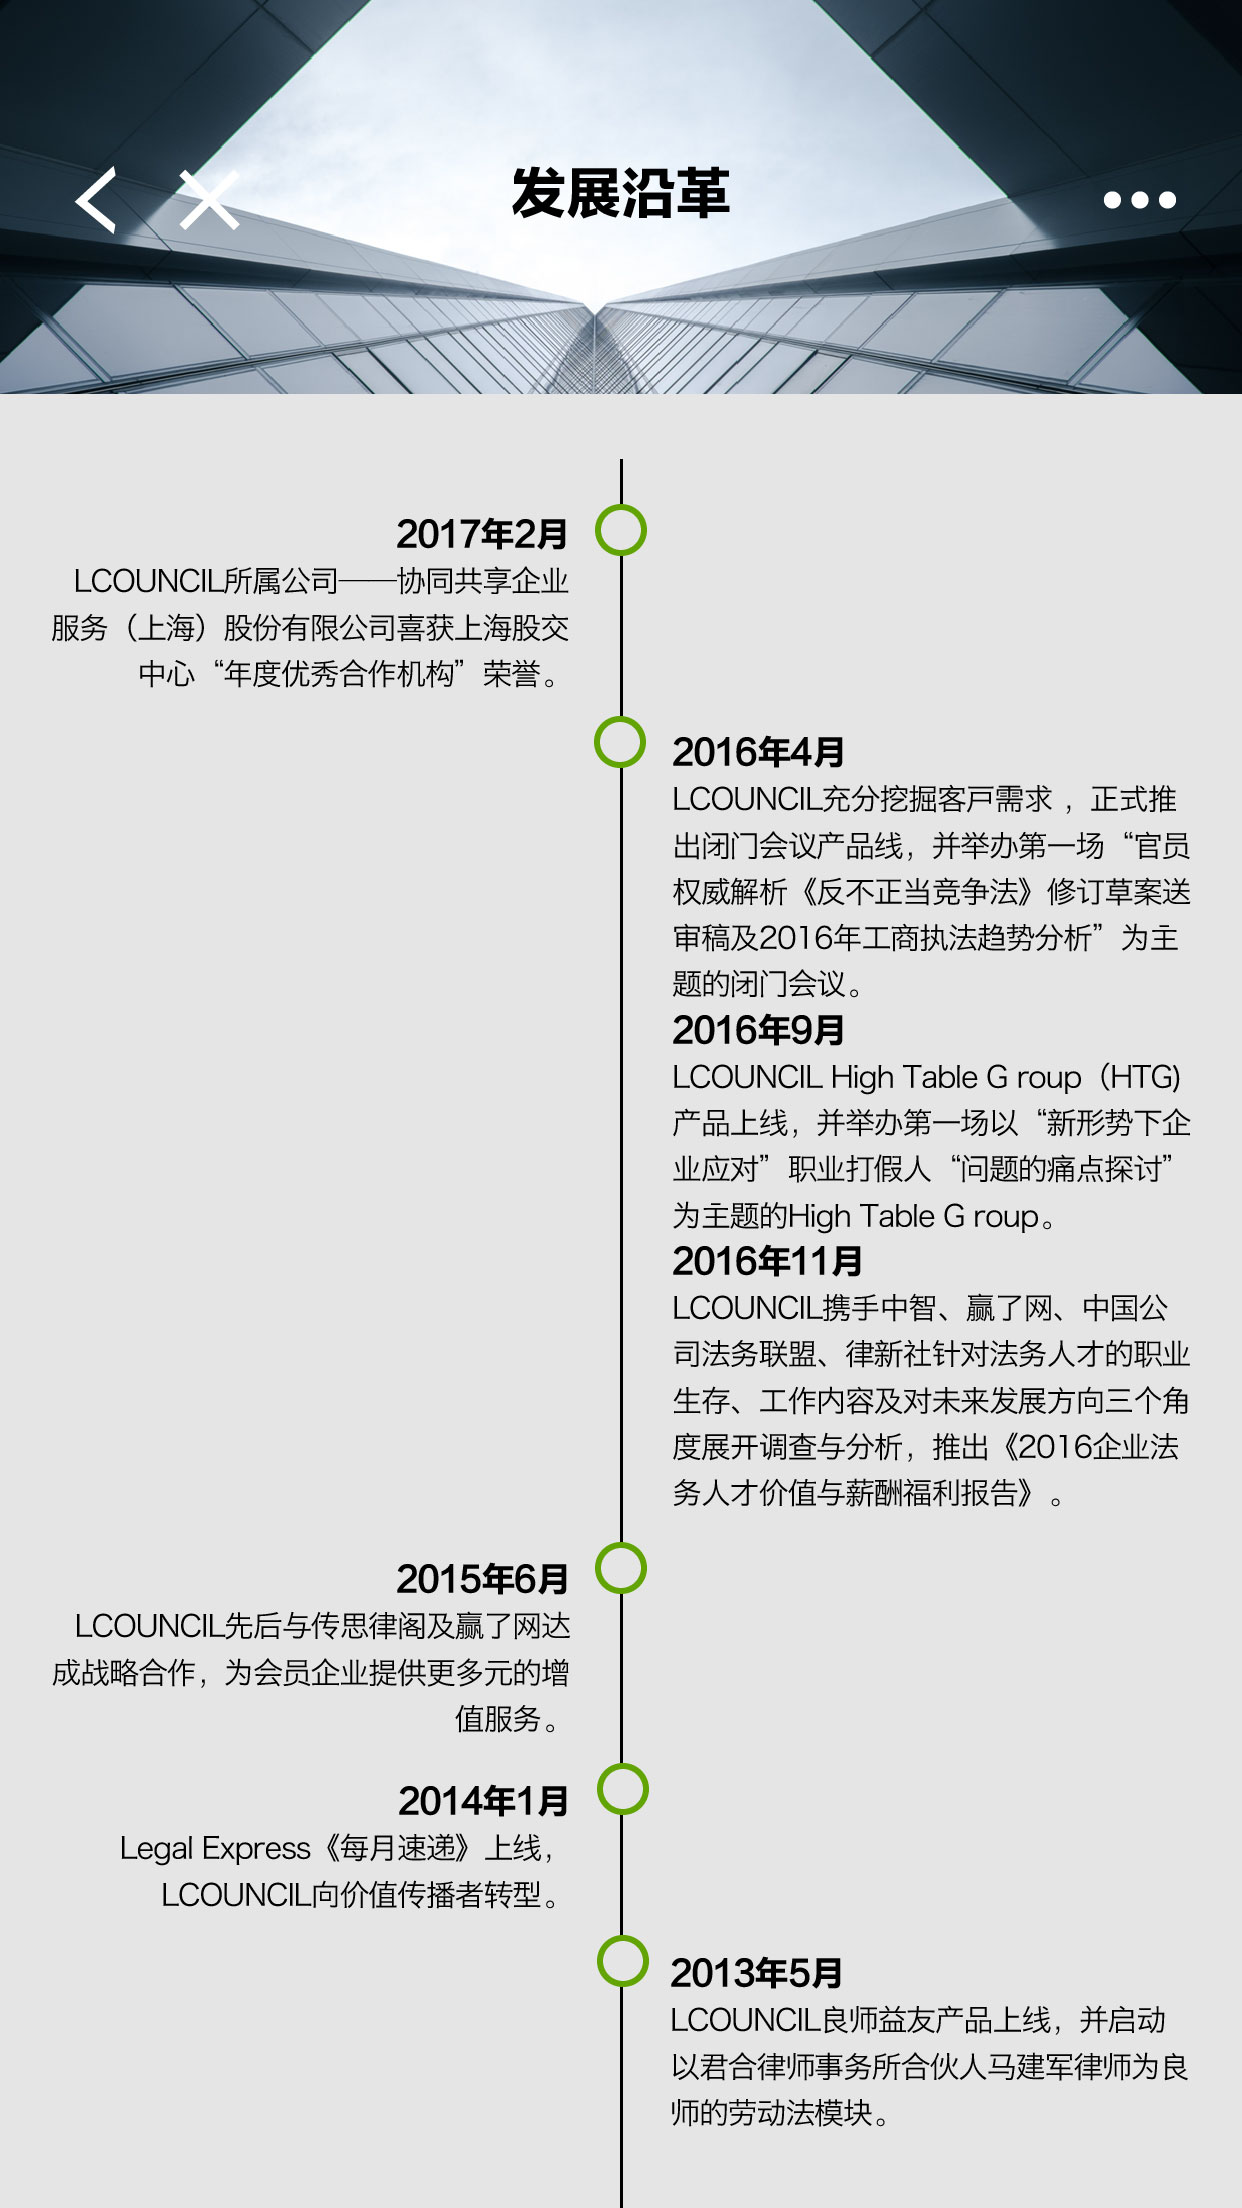 发展沿革
2017年2月
LCOUNCIL所属公司——协同共享企业
服务（上海）股份有限公司喜获上海股交
中心“年度优秀合作机构”荣誉。
2016年4月
LCOUNCIL充分挖掘客戸需求 ，正式推
出闭门会议产品线，并举办第一场“官员
权威解析《反不正当竞争法》修订草案送
审稿及2016年工商执法趋势分析”为主
题的闭门会议。
2016年9月
LCOUNCIL High Table G roup（HTG)
产品上线，并举办第一场以“新形势下企
业应对”职业打假人“问题的痛点探讨”
为主题的High Table G roup。
2016年11月
LCOUNCIL携手中智、赢了网、中国公
司法务联盟、律新社针对法务人才的职业
生存、工作内容及对未来发展方向三个角
度展开调查与分析，推出《2016企业法
务人才价值与薪酬福利报告》。
2015年6月
LCOUNCIL先后与传思律阁及赢了网达
成战略合作，为会员企业提供更多元的增
值服务。
2014年1月
Legal Express《每月速递》上线，
LCOUNCIL向价值传播者转型。
2013年5月
LCOUNCIL良师益友产品上线，并启动
以君合律师事务所合伙人马建军律师为良
师的劳动法模块。